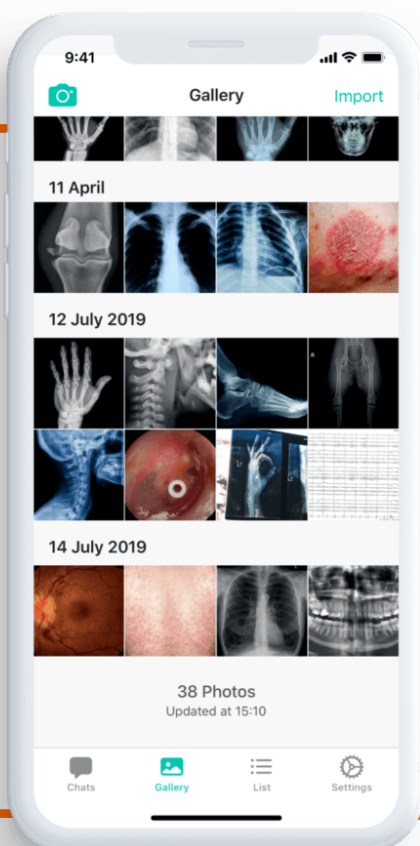 9:41
Gallery
Import
11 April
12 July 2019
14 July 2019
38 Photos
Updated at 15:10
Chats
Gallery
List
Settings